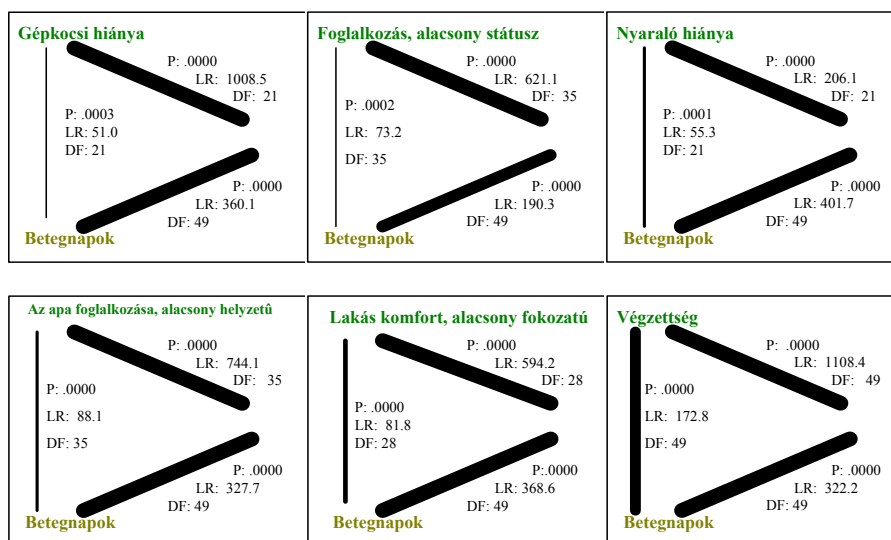 Gépkocsi hiánya
P: .0000
LR: 1008.5
DF: 21
P: .0003
LR: 51.0
DF: 21
P: .0000
LR: 360.1
DF: 49
Betegnapok
Foglalkozás, alacsony státusz
P: .0000
LR: 621.1
DF: 35
P: .0002
LR: 73.2
DF: 35
P: .0000
LR: 190.3
DF: 49
Betegnapok
Nyaraló hiánya
P: .0000
LR: 206.1
DF: 21
P: .0001
LR: 55.3
DF: 21
P: .0000
LR: 401.7
DF: 49
Betegnapok
Az apa foglalkozása, alacsony helyzetû
P: .0000
LR: 744.1
DF: 35
P: .0000
LR: 88.1
DF: 35
P: .0000
LR: 327.7
DF: 49
Betegnapok
Lakás komfort, alacsony fokozatú
P: .0000
LR: 594.2
DF: 28
P: .0000
LR: 81.8
DF: 28
P:.0000
LR: 368.6
DF: 49
Betegnapok
Végzettség
P: .0000
LR: 1108.4
DF: 49
P: .0000
LR: 172.8
DF: 49
P: .0000
LR: 322.2
DF: 49
Betegnapok